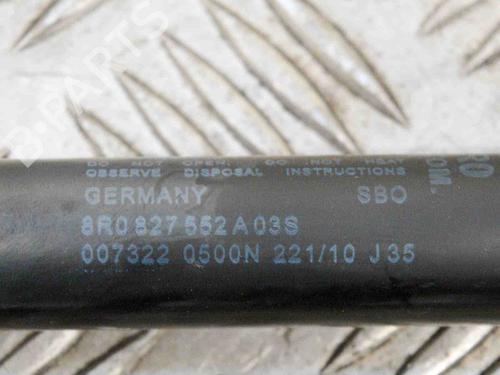 DO NOT OPEN. DO NOT HEAT
OBSERVE DISPOSAL INSTRUCTIONS
GERMANY SBO
8R0 827 552 A 03S
007322 0500N 221/10 J35
B-PARTS